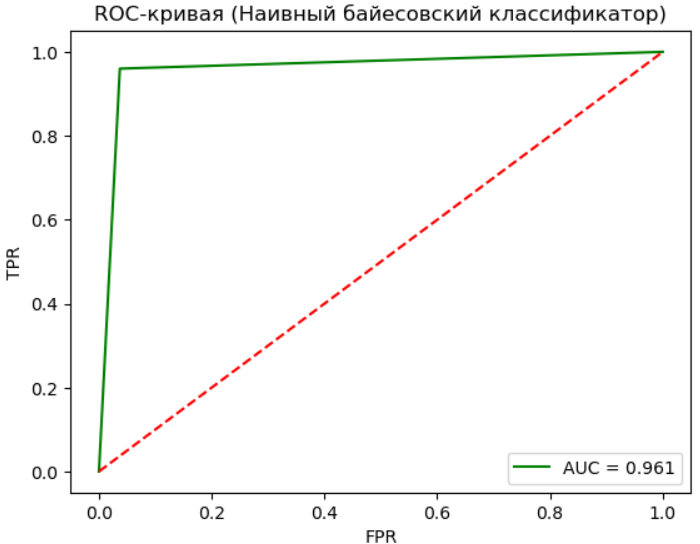 ROC-кривая (Наивный байесовский классификатор)
1.0
0.8
0.6
0.4
0.2
0.0
TPR
AUC = 0.961
0.0 0.2 0.4 0.6 0.8 1.0
FPR